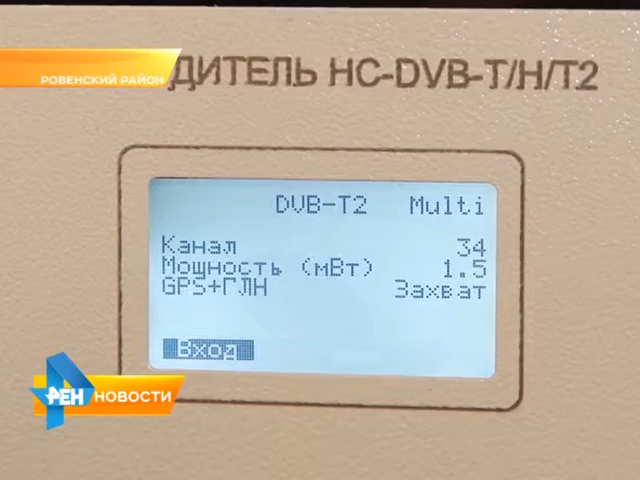 РОВЕНСКИЙ РАЙОН
ДИТЕЛЬ НС-DVB-T/H/T2
DVB-T2 Multi
Канал 34
Мощность (мВт) 1.5
GPS+ГЛН Захват
Вход
РЕН НОВОСТИ